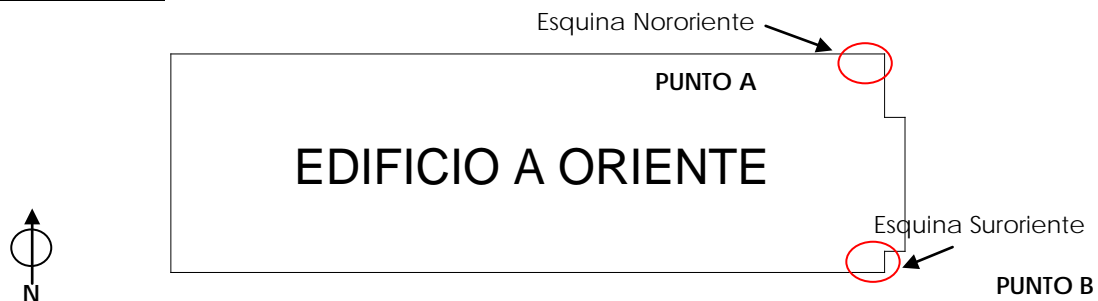 Esquina Nororiente
PUNTO A
EDIFICIO A ORIENTE
Esquina Suroriente
PUNTO B
N